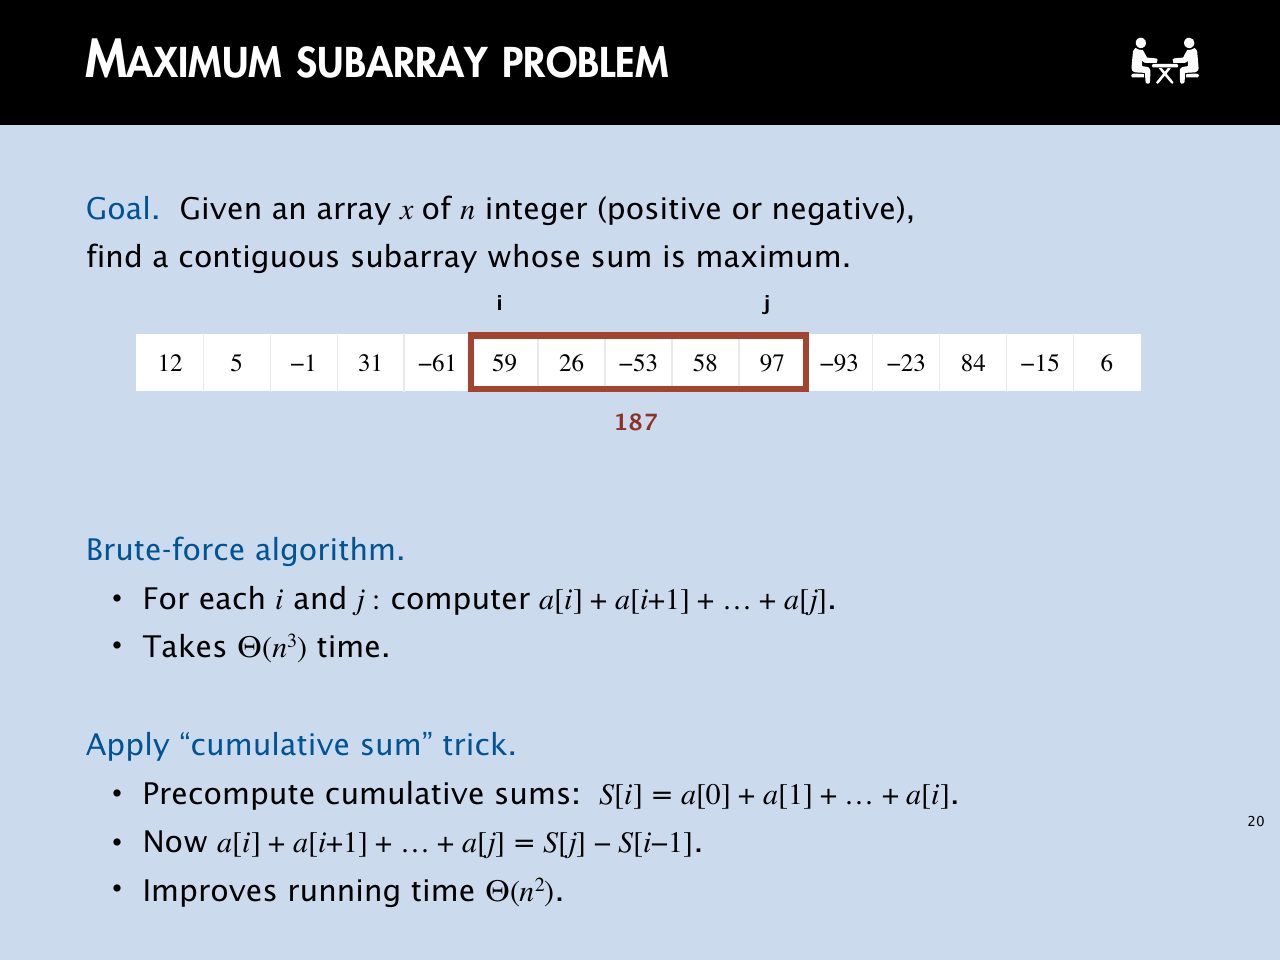 MAXIMUM SUBARRAY PROBLEM
Goal. Given an array x of n integer (positive or negative),
find a contiguous subarray whose sum is maximum.
i j
12 5 −1 31 −61 59 26 −53 58 97 −93 −23 84 −15 6
187
Brute-force algorithm.
• For each i and j : computer a[i] + a[i+1] + … + a[j].
• Takes Θ(n³) time.
Apply “cumulative sum” trick.
• Precompute cumulative sums: S[i] = a[0] + a[1] + … + a[i].
• Now a[i] + a[i+1] + … + a[j] = S[j] − S[i−1].
• Improves running time Θ(n²).
20